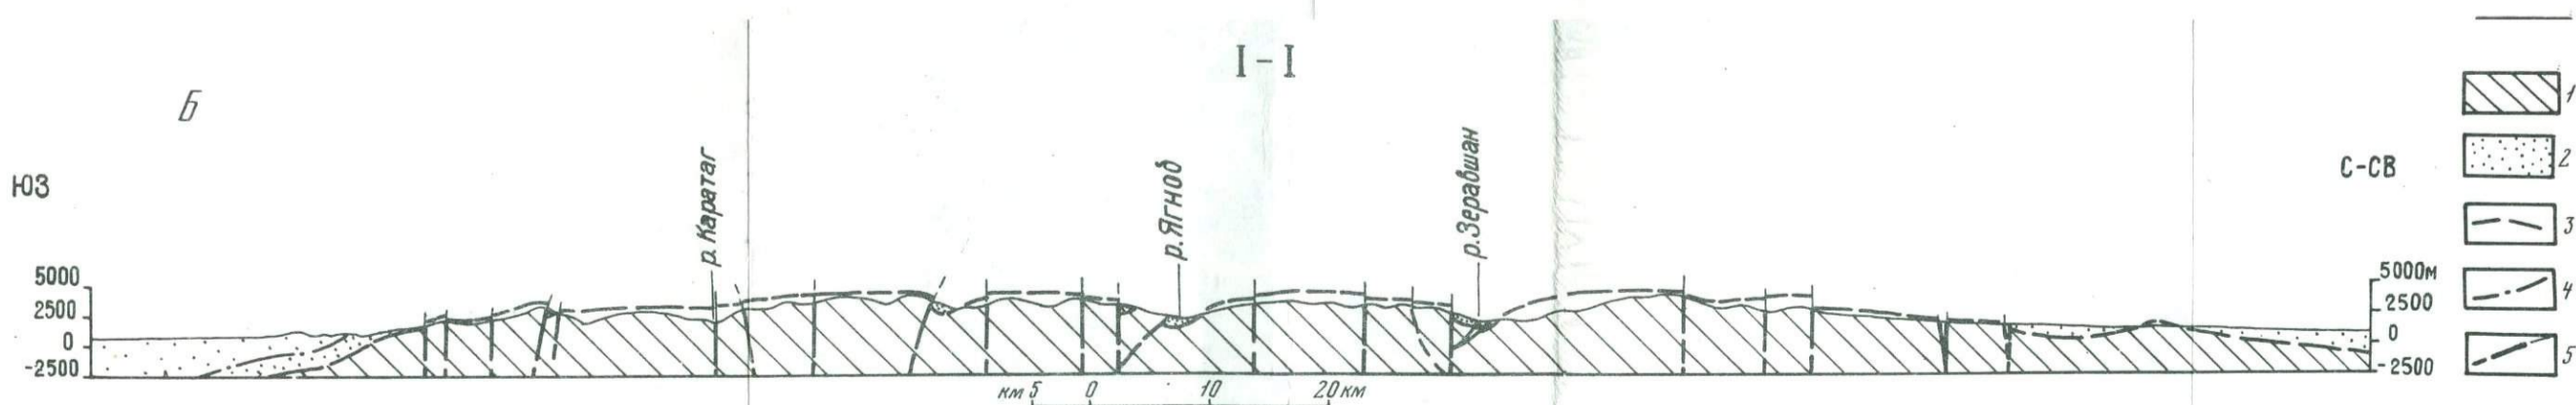 I-I
Б
ЮЗ
С-СВ
р. Каратаг
р. Ягноб
р. Зеравшан
5000
2500
0
-2500
5000м
2500
0
-2500
км 5 0 10 20 км
1
2
3
4
5